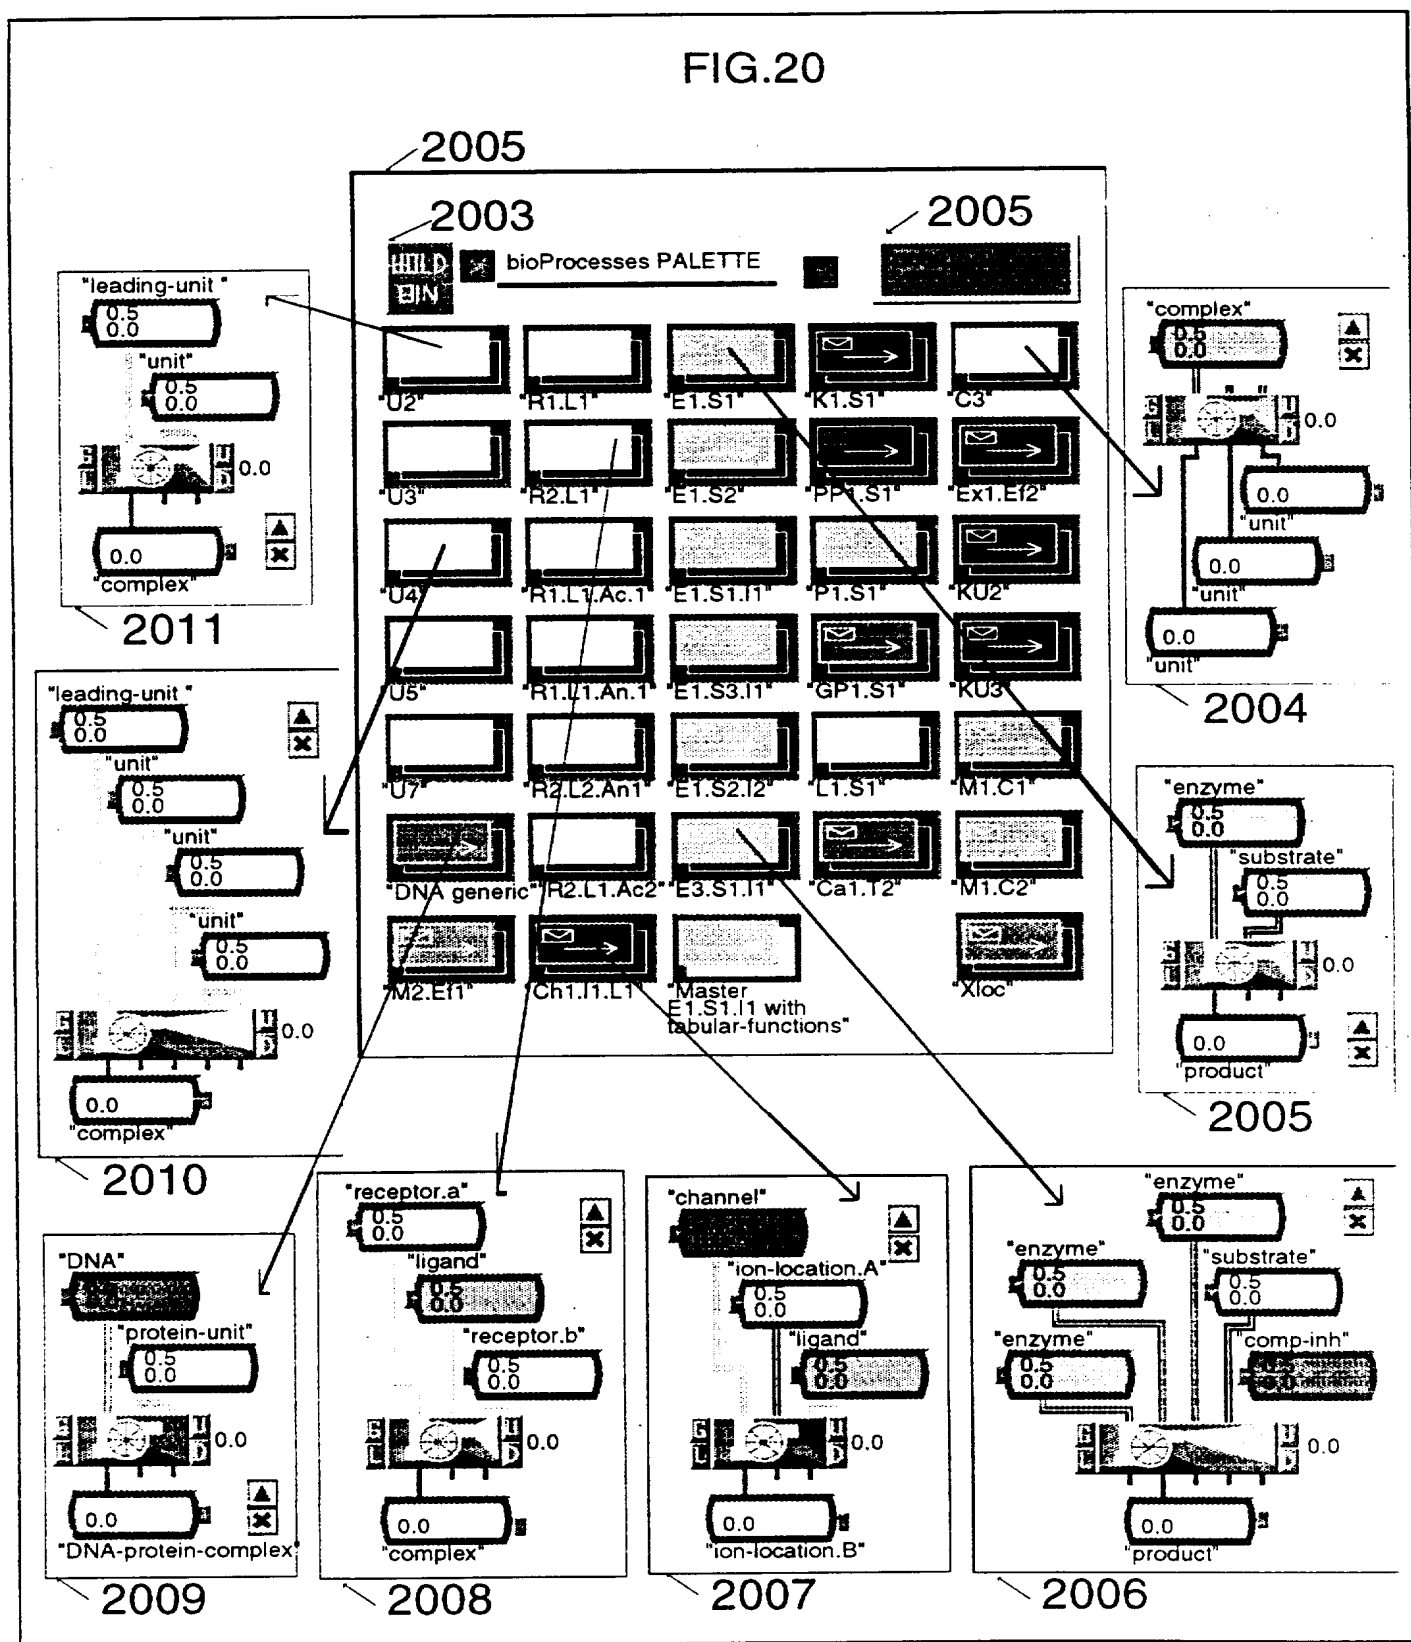 FIG.20
2005
2003
2005
HOLD
BIN
bioProcesses PALETTE
"U2"
"R1.L1"
"E1.S1"
"K1.S1"
"C3"
"U3"
"R2.L1"
"E1.S2"
"PP1.S1"
"Ex1.Ef2"
"U4"
"R1.L1.Ac.1"
"E1.S1.I1"
"P1.S1"
"KU2"
"U5"
"R1.L1.An.1"
"E1.S3.I1"
"GP1.S1"
"KU3"
"U7"
"R2.L2.An1"
"E1.S2.I2"
"L1.S1"
"M1.C1"
"DNA generic"
"R2.L1.Ac2"
"E3.S1.I1"
"Ca1.T2"
"M1.C2"
"M2.Ef1"
"Ch1.I1.L1"
"Master
E1.S1.I1 with
tabular-functions"
"Xloc"
"leading-unit "
0.5
0.0
"unit"
0.5
0.0
0.0
0.0
"complex"
2011
"leading-unit "
0.5
0.0
"unit"
0.5
0.0
"unit"
0.5
0.0
"unit"
0.5
0.0
0.0
0.0
"complex"
2010
"DNA"
"protein-unit"
0.5
0.0
0.0
0.0
"DNA-protein-complex"
2009
"receptor.a"
0.5
0.0
"ligand"
0.5
0.0
"receptor.b"
0.5
0.0
0.0
0.0
"complex"
2008
"channel"
"ion-location.A"
0.5
0.0
"ligand"
0.5
0.0
0.0
0.0
"ion-location.B"
2007
"enzyme"
0.5
0.0
"enzyme"
0.5
0.0
"substrate"
0.5
0.0
"enzyme"
0.5
0.0
"comp-inh"
0.5
0.0
0.0
0.0
"product"
2006
"complex"
0.5
0.0
0.0
0.0
"unit"
0.0
"unit"
0.0
"unit"
2004
"enzyme"
0.5
0.0
"substrate"
0.5
0.0
0.0
0.0
"product"
2005